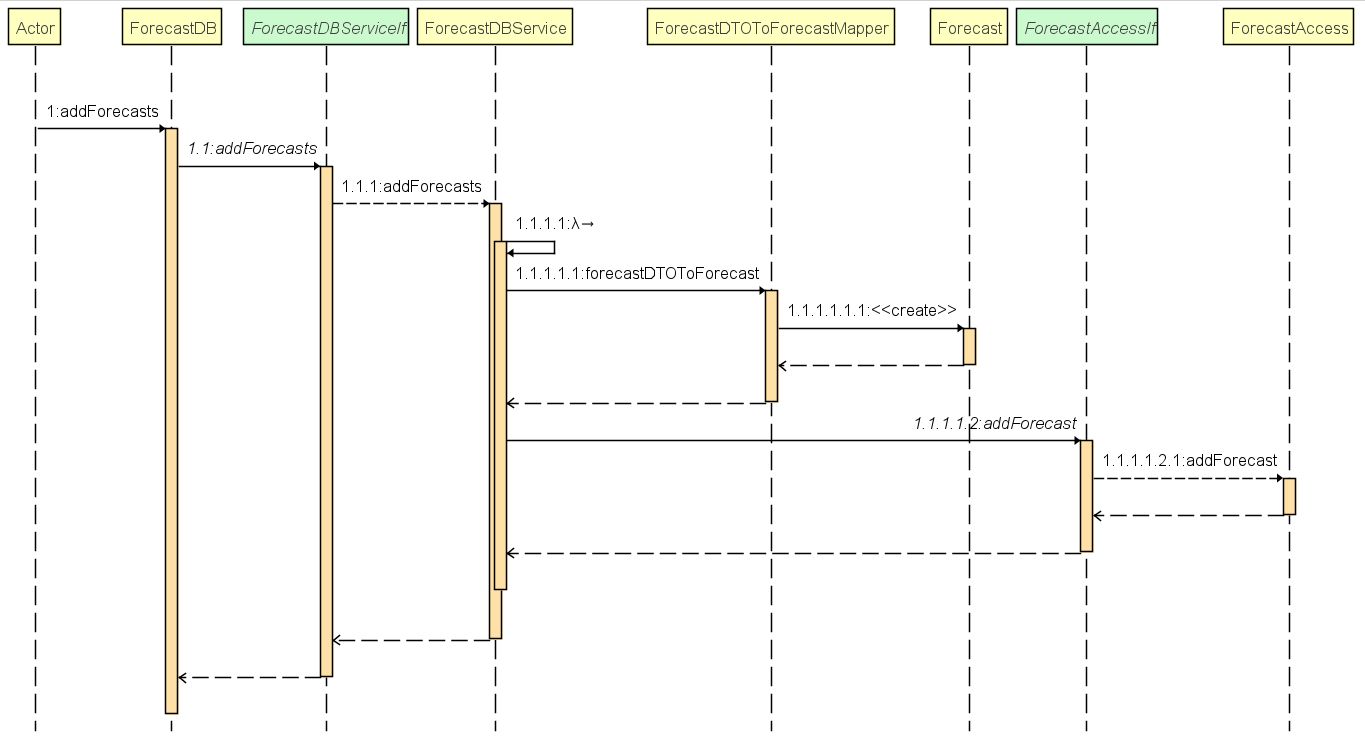 Actor
ForecastDB
ForecastDBServiceIf
ForecastDBService
ForecastDTOToForecastMapper
Forecast
ForecastAccessIf
ForecastAccess
1:addForecasts
1.1:addForecasts
1.1.1:addForecasts
1.1.1.1:λ→
1.1.1.1.1:forecastDTOToForecast
1.1.1.1.1.1:<<create>>
1.1.1.1.2:addForecast
1.1.1.1.2.1:addForecast